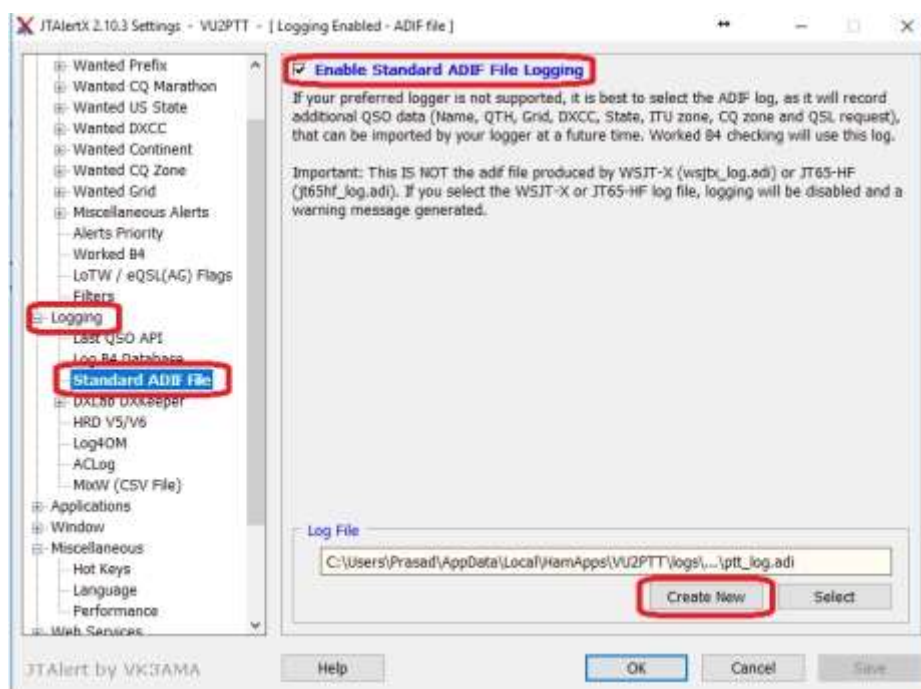 JTAlertX 2.10.3 Settings - VU2PTT - [ Logging Enabled - ADIF file ]
Wanted Prefix
Wanted CQ Marathon
Wanted US State
Wanted DXCC
Wanted Continent
Wanted CQ Zone
Wanted Grid
Miscellaneous Alerts
Alerts Priority
Worked B4
LoTW / eQSL(AG) Flags
Filters
Logging
Last QSO API
Log B4 Database
Standard ADIF File
DXLab DXKeeper
HRD V5/V6
Log4OM
ACLog
MixW (CSV File)
Applications
Window
Miscellaneous
Hot Keys
Language
Performance
Web Services
Enable Standard ADIF File Logging
If your preferred logger is not supported, it is best to select the ADIF log, as it will record
additional QSO data (Name, QTH, Grid, DXCC, State, ITU zone, CQ zone and QSL request),
that can be imported by your logger at a future time. Worked B4 checking will use this log.
Important: This IS NOT the adif file produced by WSJT-X (wsjtx_log.adi) or JT65-HF
(jt65hf_log.adi). If you select the WSJT-X or JT65-HF log file, logging will be disabled and a
warning message generated.
Log File
C:\Users\Prasad\AppData\Local\HamApps\VU2PTT\logs\...\ptt_log.adi
Create New
Select
JTAlert by VK3AMA
Help
OK
Cancel
Save